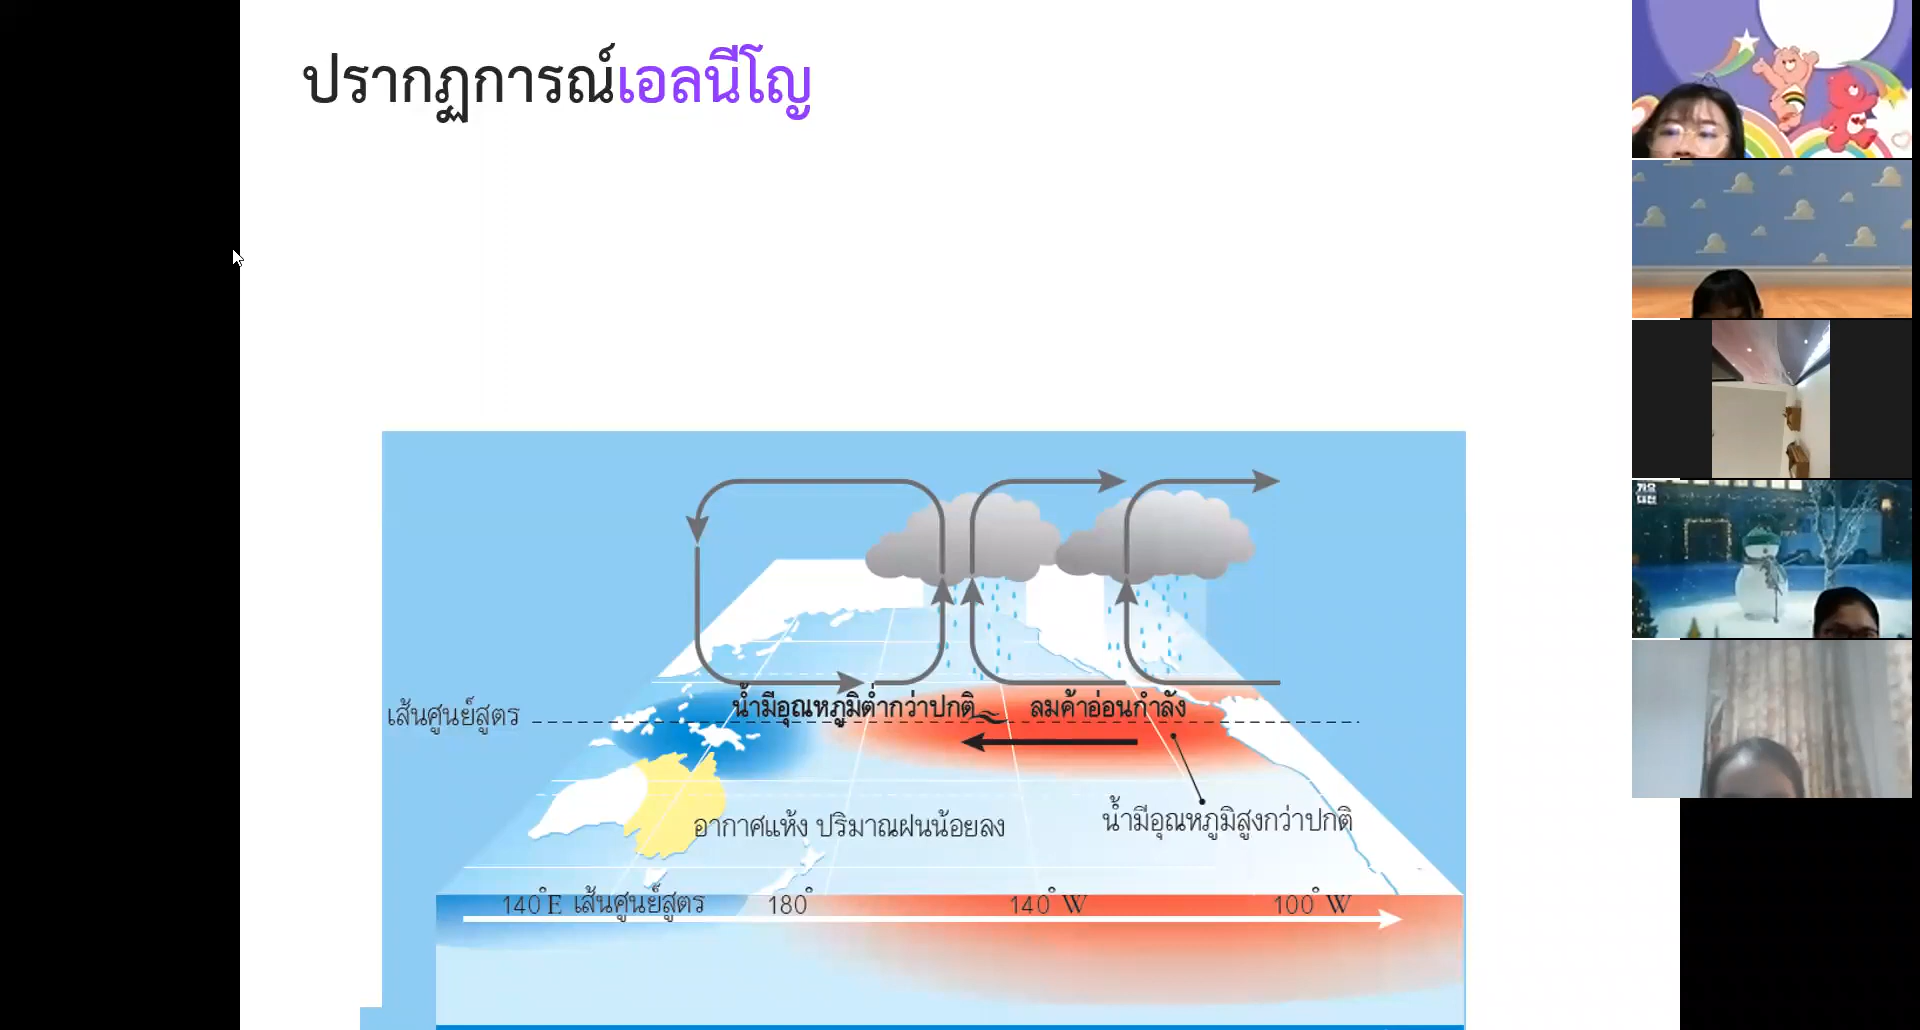 ปรากฏการณ์เอลนีโญ
น้ำมีอุณหภูมิต่ำกว่าปกติ
ลมค้าอ่อนกำลัง
เส้นศูนย์สูตร
อากาศแห้ง ปริมาณฝนน้อยลง
น้ำมีอุณหภูมิสูงกว่าปกติ
140°E เส้นศูนย์สูตร 180° 140°W 100°W
가요
대전